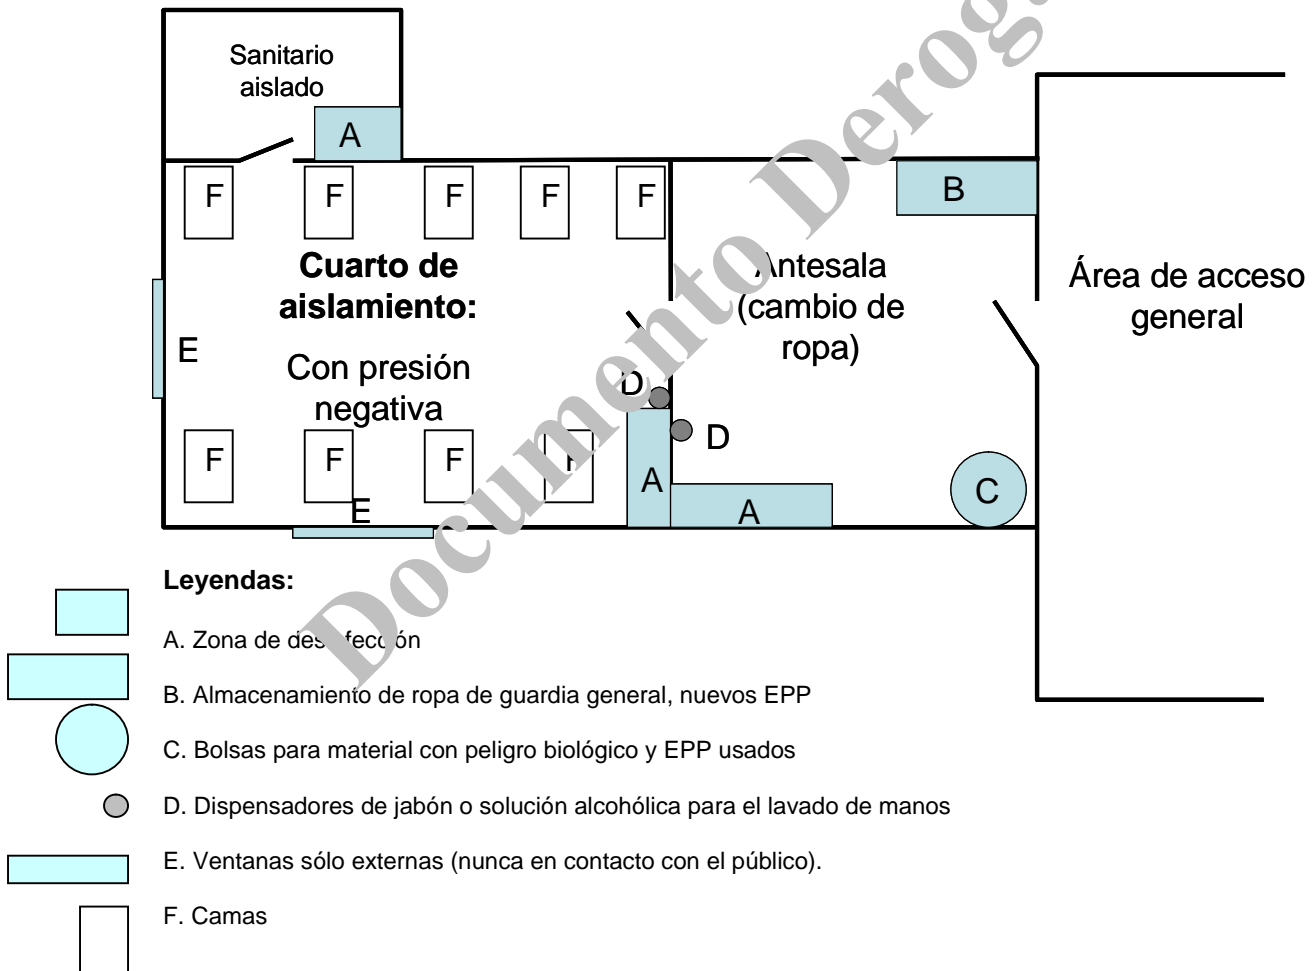 Sanitario
aislado
A
F F F F F
B
Cuarto de
aislamiento:
Antesala
(cambio de
ropa)
Área de acceso
general
E
Con presión
negativa
D
D
F F F F
E
A
A
C
Leyendas:
A. Zona de
B. Almacenamiento de ropa de guardia general, nuevos EPP
C. Bolsas para material con peligro biológico y EPP usados
D. Dispensadores de jabón o solución alcohólica para el lavado de manos
E. Ventanas sólo externas (nunca en contacto con el público).
F. Camas
Documento